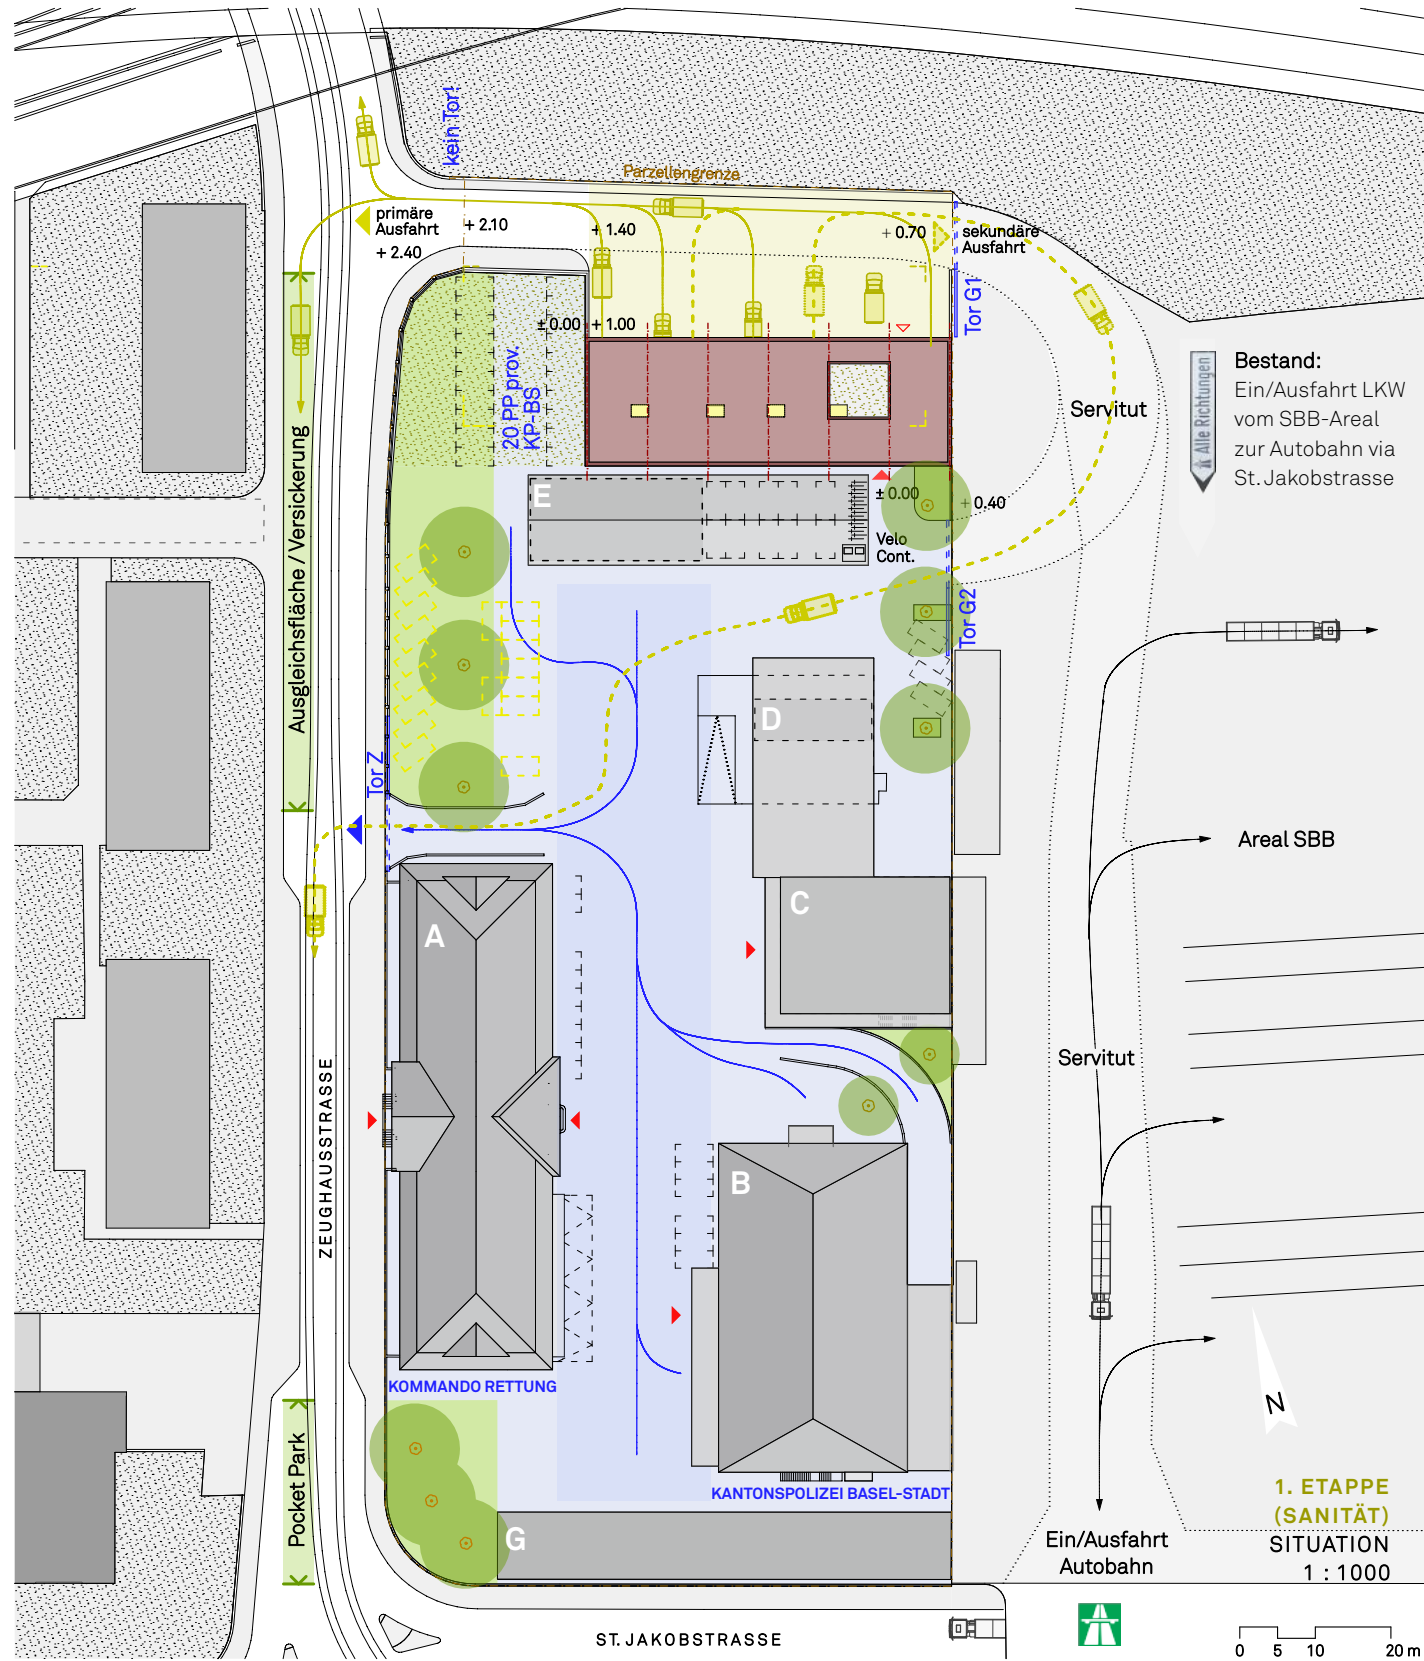 kein Tor!
Parzellengrenze
primäre
Ausfahrt
+ 2.10
+ 2.40
+ 1.40
+ 0.70
sekundäre
Ausfahrt
Tor G1
± 0.00
+ 1.00
20 PP prov.
KP-BS
Alle Richtungen
Bestand:
Ein/Ausfahrt LKW
vom SBB-Areal
zur Autobahn via
St.Jakobstrasse
Servitut
E
± 0.00
+ 0.40
Velo
Cont.
Ausgleichsfläche / Versickerung
Tor G2
D
Tor Z
Areal SBB
C
A
Servitut
ZEUGHAUSSTRASSE
B
KOMMANDO RETTUNG
Pocket Park
KANTONSPOLIZEI BASEL-STADT
G
N
1. ETAPPE
(SANITÄT)
SITUATION
1 : 1000
Ein/Ausfahrt
Autobahn
ST. JAKOBSTRASSE
0 5 10 20 m